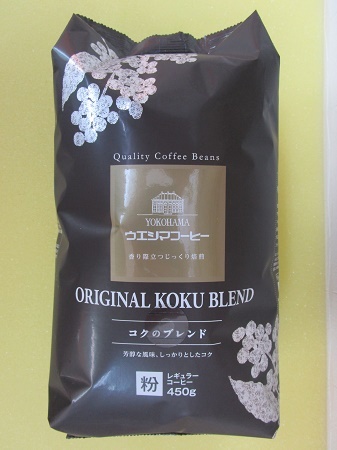 Quality Coffee Beans
YOKOHAMA
ウエシマコーヒー
香り際立つじっくり焙煎
ORIGINAL KOKU BLEND
コクのブレンド
芳醇な風味、しっかりとしたコク
粉
レギュラー
コーヒー
450g